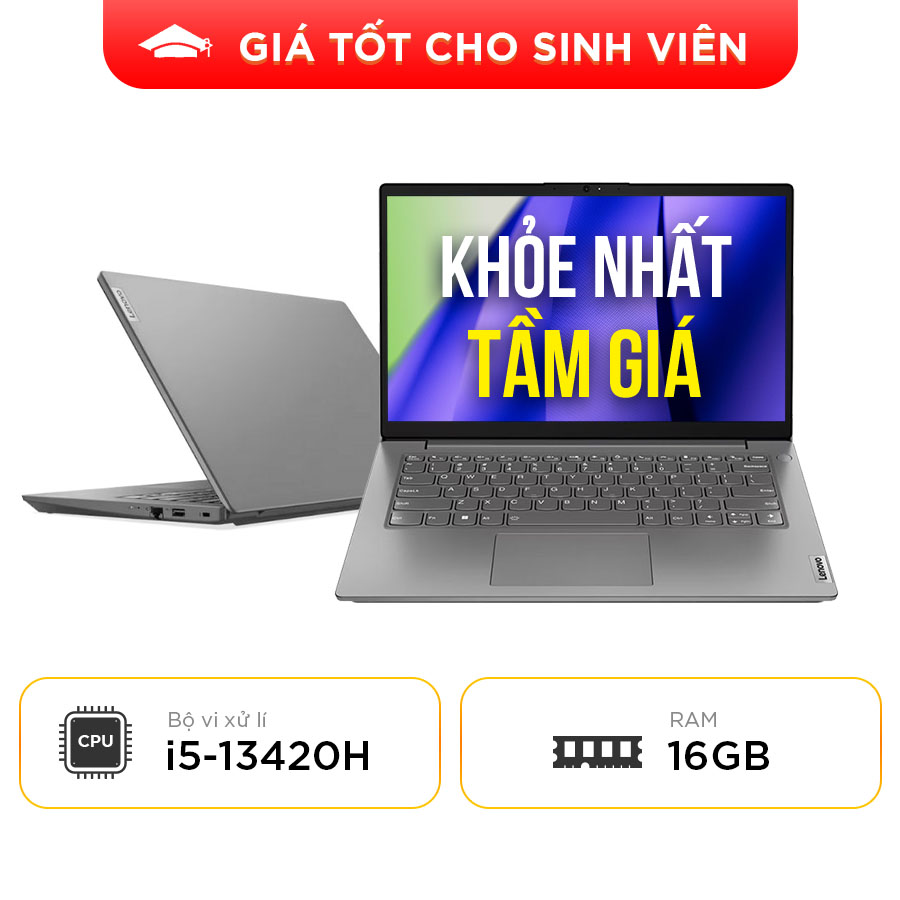 GIÁ TỐT CHO SINH VIÊN
KHỎE NHẤT
TẦM GIÁ
Lenovo
Lenovo
CPU
Bộ vi xử lí
i5-13420H
RAM
16GB